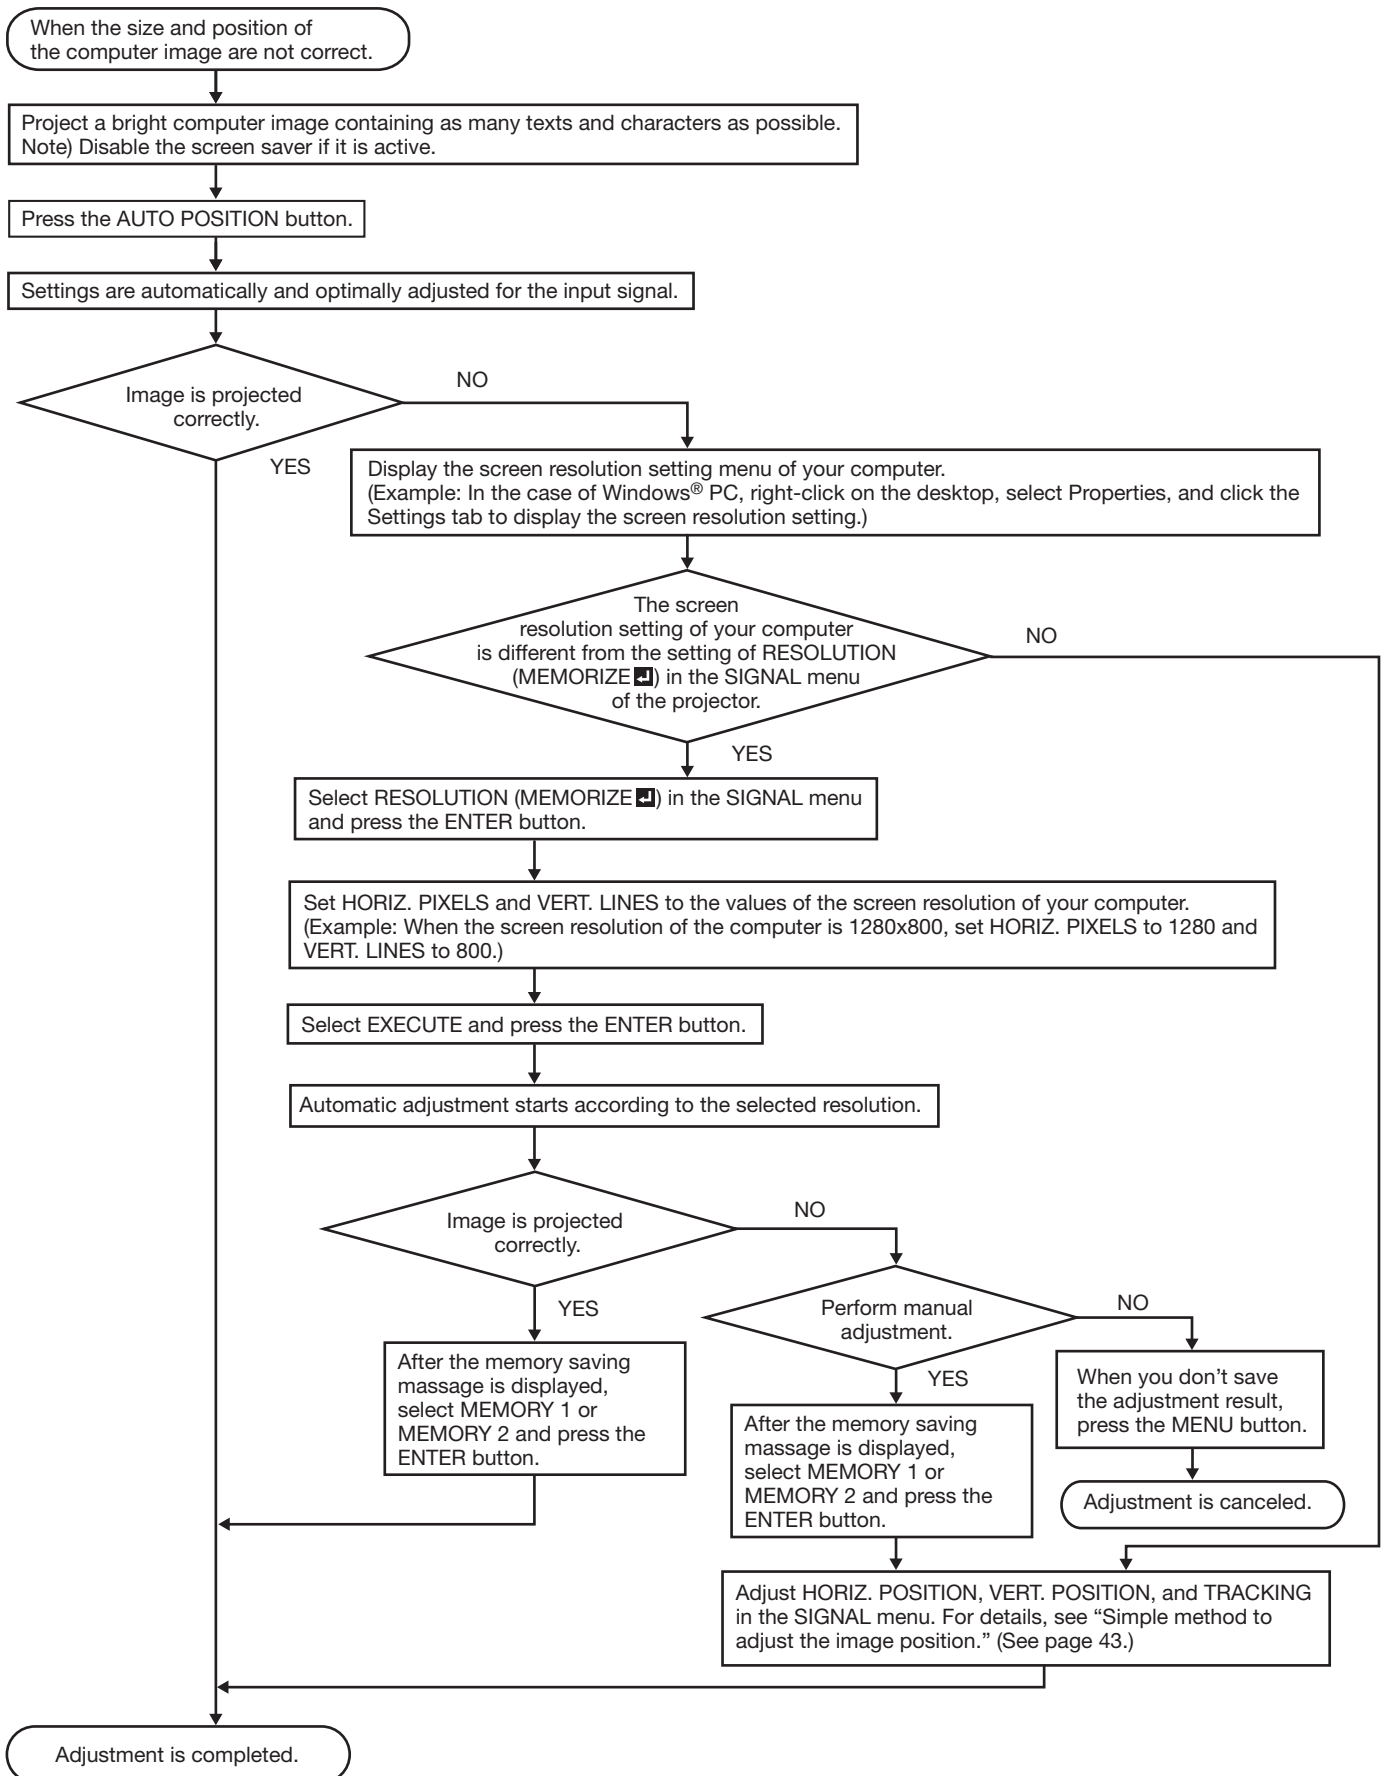 When the size and position of
the computer image are not correct.
Project a bright computer image containing as many texts and characters as possible.
Note) Disable the screen saver if it is active.
Press the AUTO POSITION button.
Settings are automatically and optimally adjusted for the input signal.
Image is projected
correctly.
NO
YES
Display the screen resolution setting menu of your computer.
(Example: In the case of Windows® PC, right-click on the desktop, select Properties, and click the
Settings tab to display the screen resolution setting.)
The screen
resolution setting of your computer
is different from the setting of RESOLUTION
(MEMORIZE↵) in the SIGNAL menu
of the projector.
NO
YES
Select RESOLUTION (MEMORIZE↵) in the SIGNAL menu
and press the ENTER button.
Set HORIZ. PIXELS and VERT. LINES to the values of the screen resolution of your computer.
(Example: When the screen resolution of the computer is 1280x800, set HORIZ. PIXELS to 1280 and
VERT. LINES to 800.)
Select EXECUTE and press the ENTER button.
Automatic adjustment starts according to the selected resolution.
Image is projected
correctly.
NO
YES
Perform manual
adjustment.
NO
YES
After the memory saving
massage is displayed,
select MEMORY 1 or
MEMORY 2 and press the
ENTER button.
After the memory saving
massage is displayed,
select MEMORY 1 or
MEMORY 2 and press the
ENTER button.
When you don't save
the adjustment result,
press the MENU button.
Adjustment is canceled.
Adjust HORIZ. POSITION, VERT. POSITION, and TRACKING
in the SIGNAL menu. For details, see “Simple method to
adjust the image position.” (See page 43.)
Adjustment is completed.